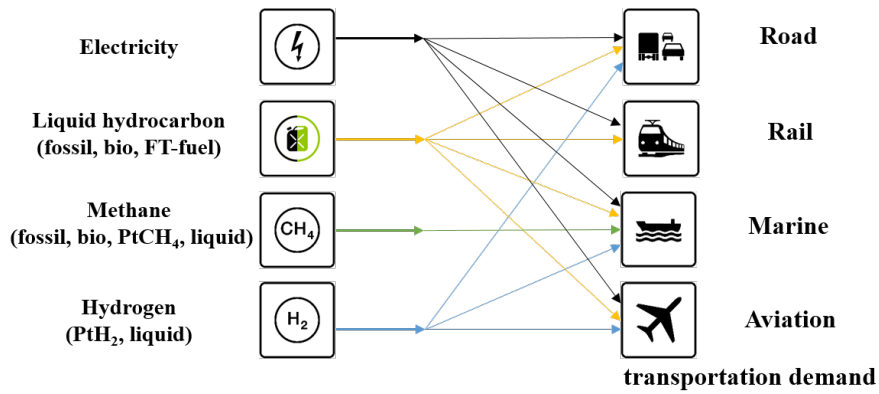 Electricity
Road
Liquid hydrocarbon
(fossil, bio, FT-fuel)
Rail
Methane
(fossil, bio, PtCH₄, liquid)
CH₄
Marine
Hydrogen
(PtH₂, liquid)
H₂
Aviation
transportation demand